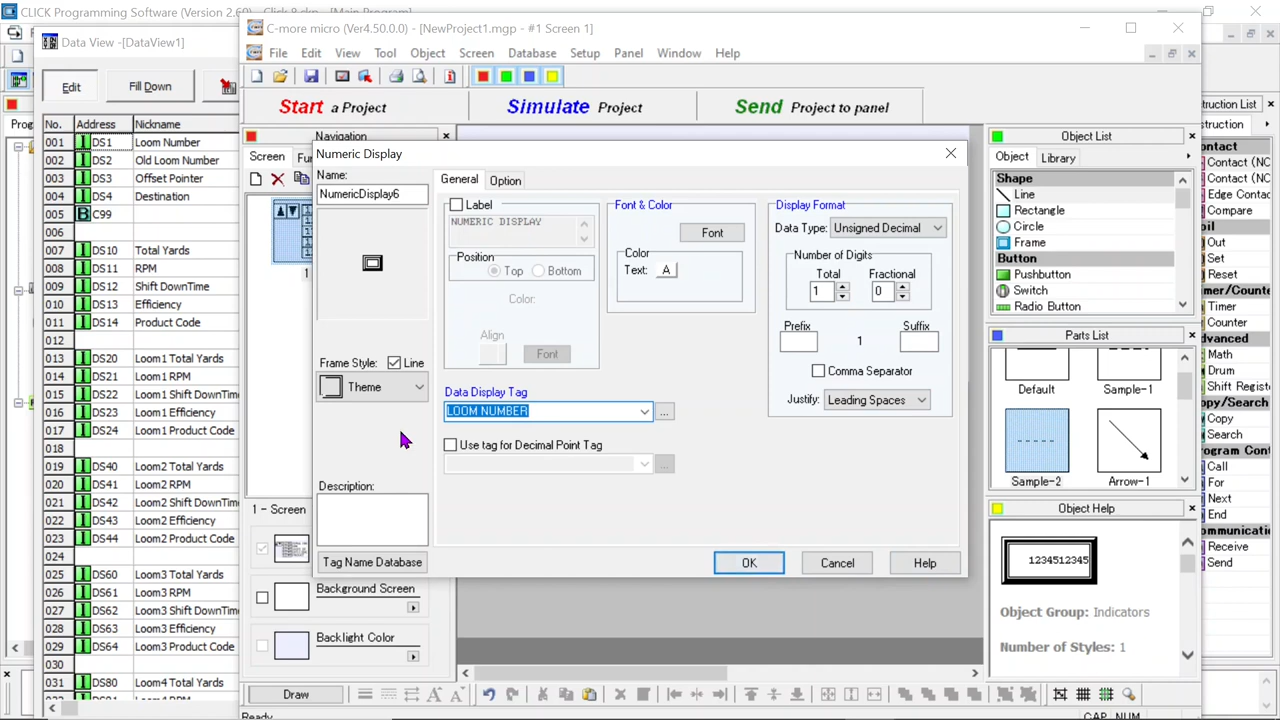 CLICK Programming Software (Version 2.60)
C-more micro (Ver4.50.0.0) - [NewProject1.mgp - #1 Screen 1]
Data View -[DataView1]
File Edit View Tool Object Screen Database Setup Panel Window Help
Edit Fill Down
Start a Project Simulate Project Send Project to panel
No. Address Nickname
001 DS1 Loom Number
002 DS2 Old Loom Number
003 DS3 Offset Pointer
004 DS4 Destination
005 C99
006
007 DS10 Total Yards
008 DS11 RPM
009 DS12 Shift DownTime
010 DS13 Efficiency
011 DS14 Product Code
012
013 DS20 Loom1 Total Yards
014 DS21 Loom1 RPM
015 DS22 Loom1 Shift DownTime
016 DS23 Loom1 Efficiency
017 DS24 Loom1 Product Code
018
019 DS40 Loom2 Total Yards
020 DS41 Loom2 RPM
021 DS42 Loom2 Shift DownTime
022 DS43 Loom2 Efficiency
023 DS44 Loom2 Product Code
024
025 DS60 Loom3 Total Yards
026 DS61 Loom3 RPM
027 DS62 Loom3 Shift DownTime
028 DS63 Loom3 Efficiency
029 DS64 Loom3 Product Code
030
031 DS80 Loom4 Total Yards
Navigation
Screen
1 - Screen
Background Screen
Backlight Color
Draw
Ready
CAP NUM
Numeric Display
Name:
NumericDisplay6
Frame Style: Line
Theme
Description:
Tag Name Database
General Option
Label
NUMERIC DISPLAY
Position
Top Bottom
Color:
Align
Font
Font & Color
Font
Color
Text: A
Display Format
Data Type: Unsigned Decimal
Number of Digits
Total Fractional
1 0
Prefix Suffix
1
Comma Separator
Justify: Leading Spaces
Data Display Tag
LOOM NUMBER
Use tag for Decimal Point Tag
OK Cancel Help
Object List
Object Library
Shape
Line
Rectangle
Circle
Frame
Button
Pushbutton
Switch
Radio Button
Parts List
Default Sample-1
Sample-2 Arrow-1
Object Help
1234512345
Object Group: Indicators
Number of Styles: 1
Contact (NC
Edge Contac
Compare
Out
Set
Reset
Timer
Counter
Math
Drum
Shift Regist
Copy
Search
Call
For
Next
End
Receive
Send